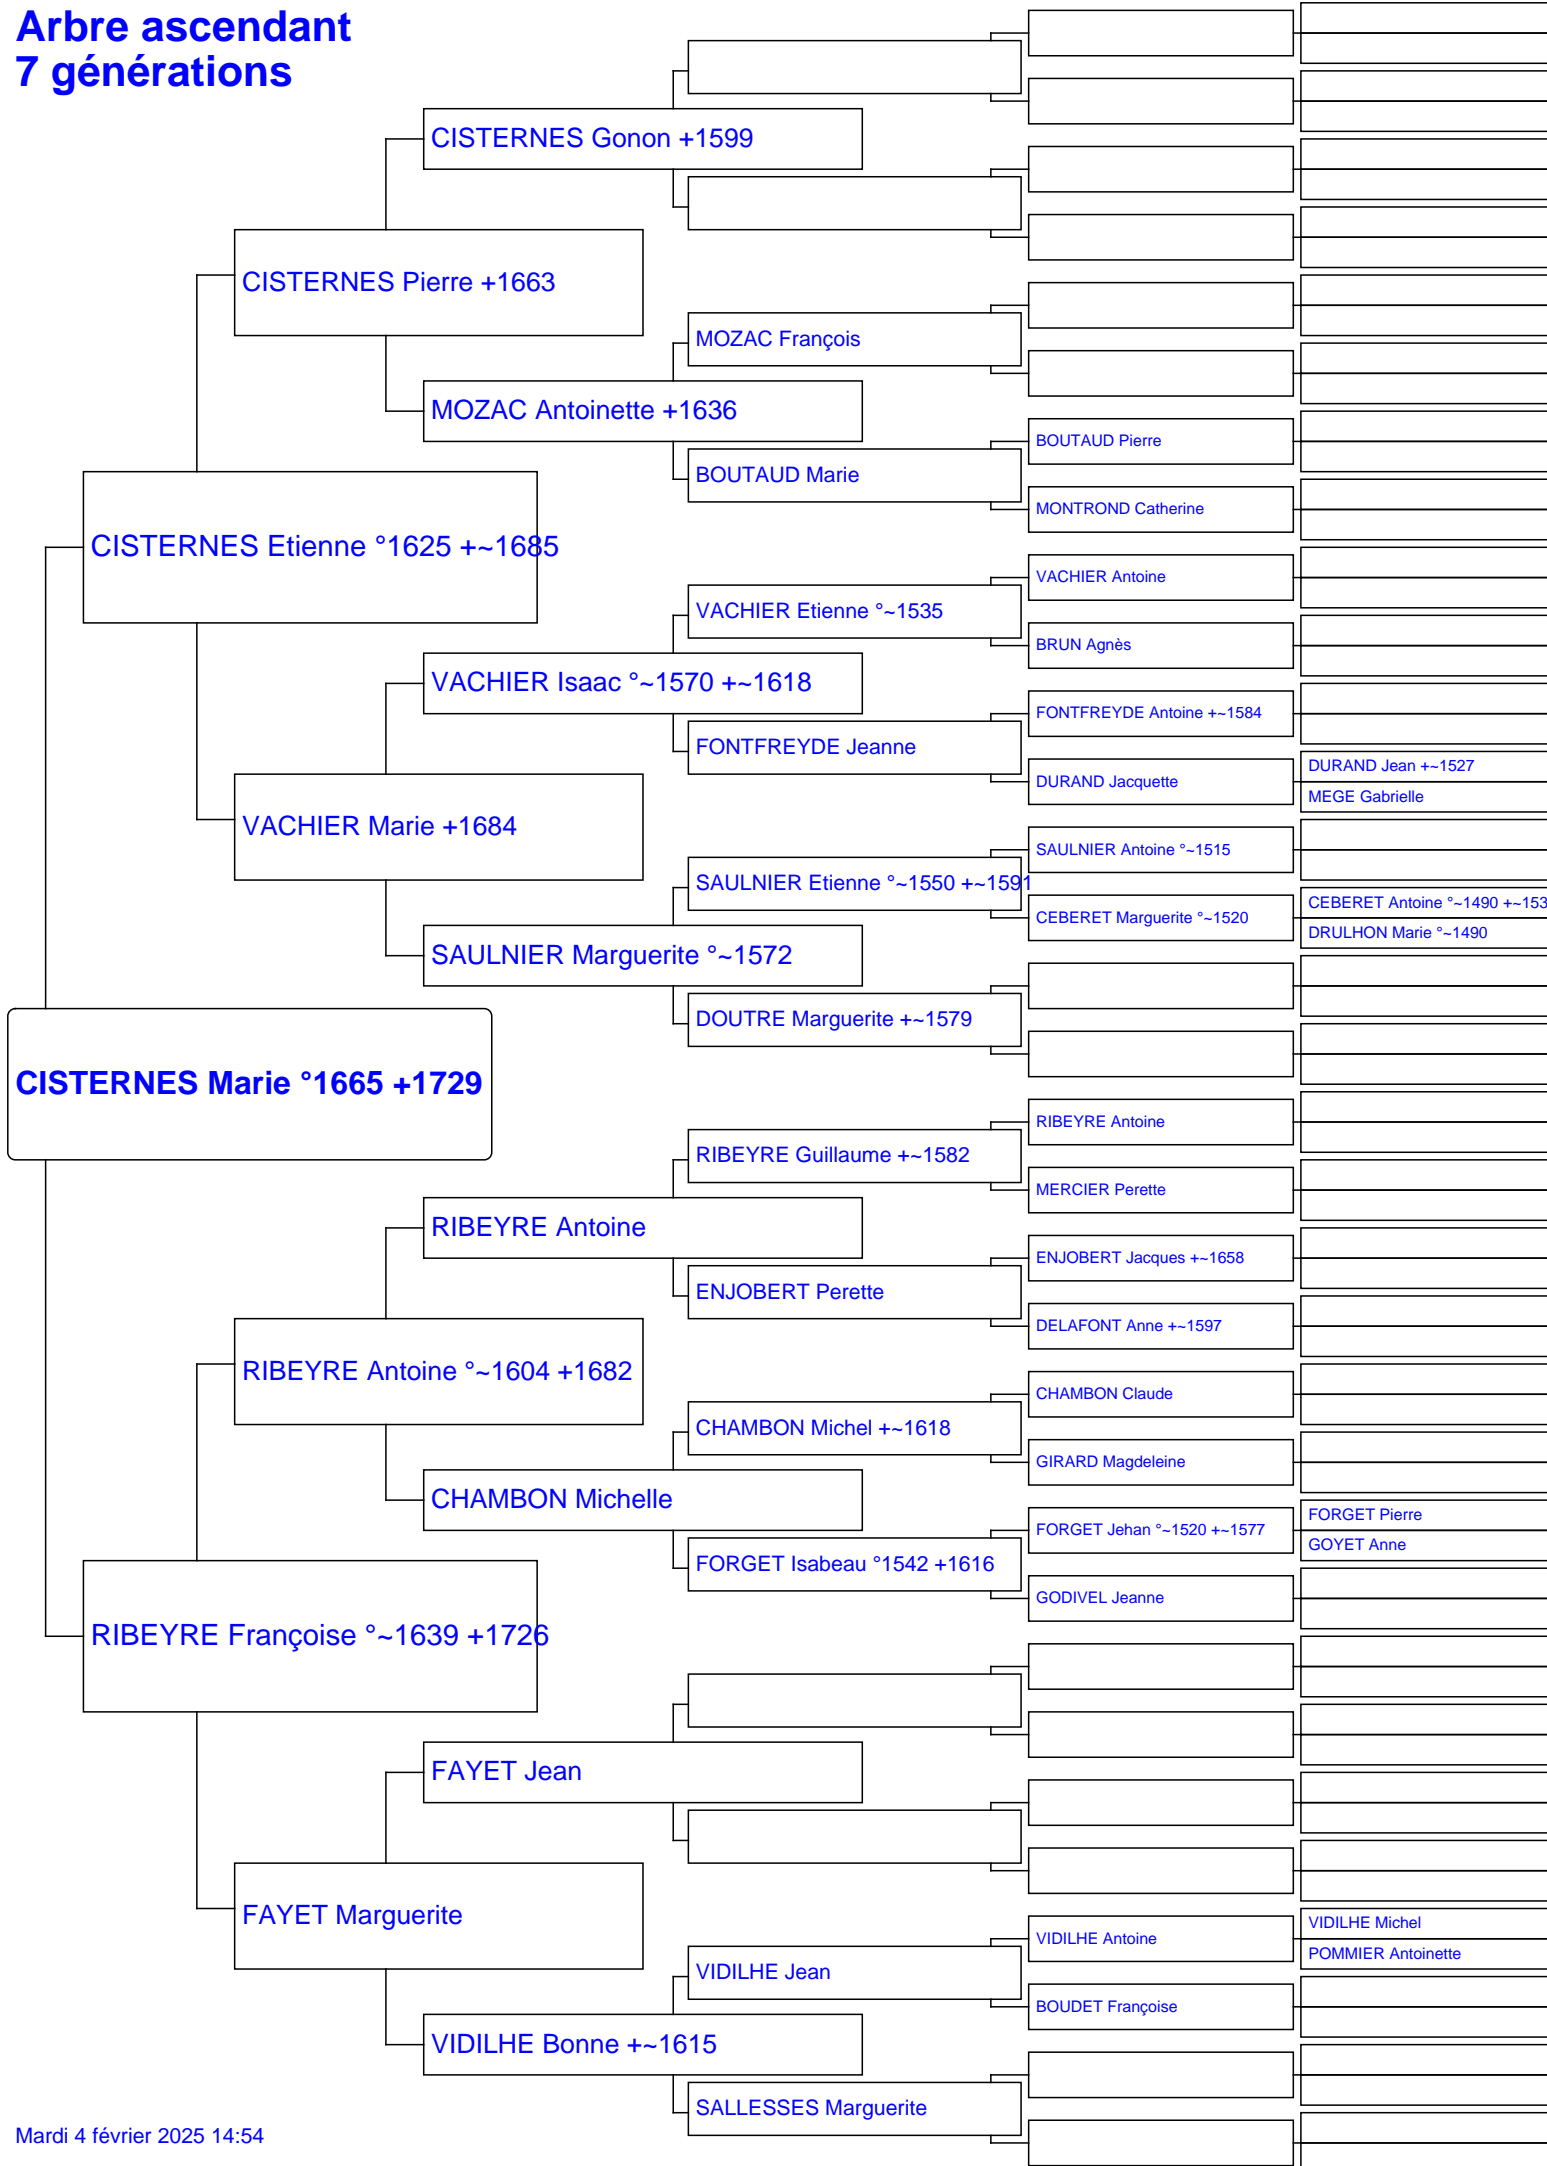 Arbre ascendant
7 générations
CISTERNES Gonon +1599
CISTERNES Pierre +1663
MOZAC François
MOZAC Antoinette +1636
BOUTAUD Pierre
BOUTAUD Marie
MONTROND Catherine
CISTERNES Etienne °1625 +~1685
VACHIER Antoine
VACHIER Etienne °~1535
BRUN Agnès
VACHIER Isaac °~1570 +~1618
FONTFREYDE Antoine +~1584
FONTFREYDE Jeanne
DURAND Jean +~1527
DURAND Jacquette
MEGE Gabrielle
VACHIER Marie +1684
SAULNIER Antoine °~1515
SAULNIER Etienne °~1550 +~1591
CEBERET Antoine °~1490 +~153
CEBERET Marguerite °~1520
DRULHON Marie °~1490
SAULNIER Marguerite °~1572
DOUTRE Marguerite +~1579
CISTERNES Marie °1665 +1729
RIBEYRE Antoine
RIBEYRE Guillaume +~1582
MERCIER Perette
RIBEYRE Antoine
ENJOBERT Jacques +~1658
ENJOBERT Perette
DELAFONT Anne +~1597
RIBEYRE Antoine °~1604 +1682
CHAMBON Claude
CHAMBON Michel +~1618
GIRARD Magdeleine
CHAMBON Michelle
FORGET Pierre
FORGET Jehan °~1520 +~1577
GOYET Anne
FORGET Isabeau °1542 +1616
GODIVEL Jeanne
RIBEYRE Françoise °~1639 +1726
FAYET Jean
FAYET Marguerite
VIDILHE Michel
VIDILHE Antoine
POMMIER Antoinette
VIDILHE Jean
BOUDET Françoise
VIDILHE Bonne +~1615
SALLESSES Marguerite
Mardi 4 février 2025 14:54